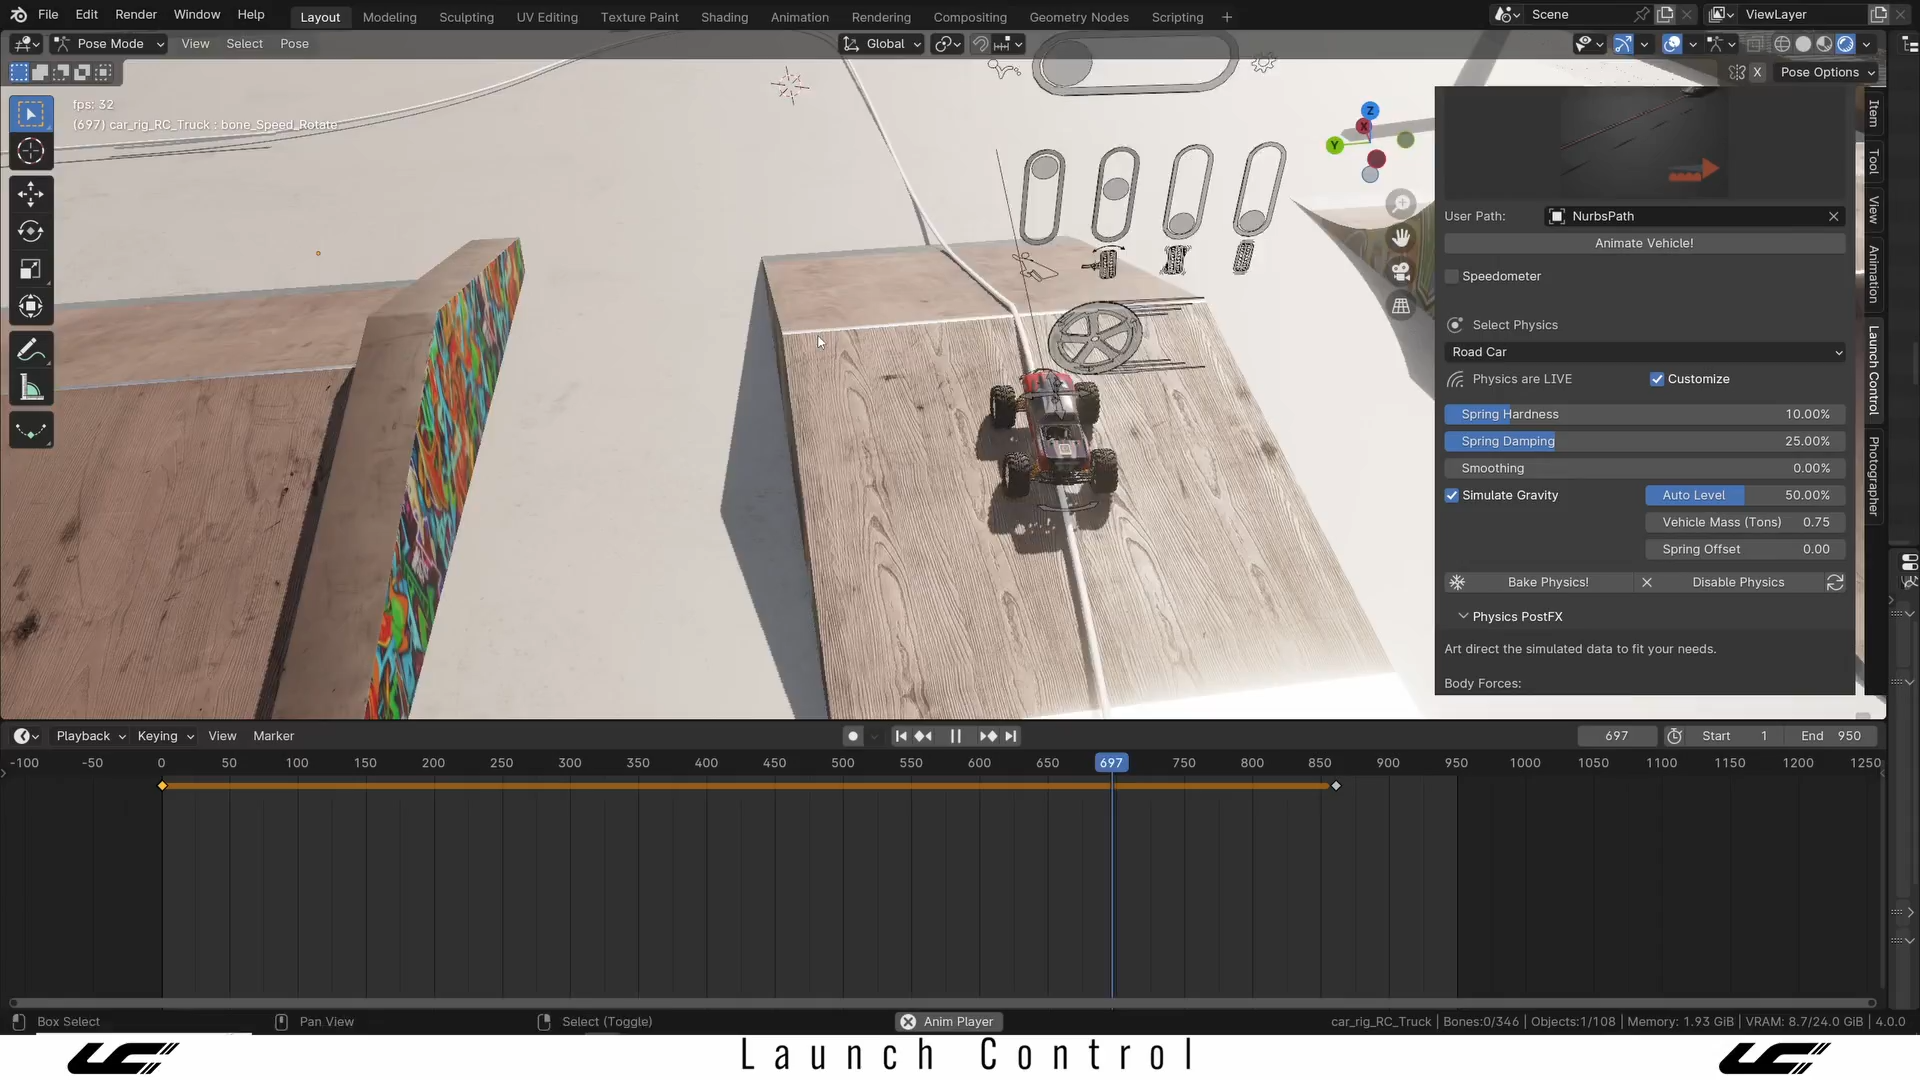 File Edit Render Window Help Layout Modeling Sculpting UV Editing Texture Paint Shading Animation Rendering Compositing Geometry Nodes Scripting + Scene ViewLayer
Pose Mode View Select Pose Global
X Pose Options
fps: 32
(697) car_rig_RC_Truck : bone_Speed_Rotate
Z
X
Y
Item
Tool
View
Animation
Launch Control
Photographer
User Path: NurbsPath
Animate Vehicle!
Speedometer
Select Physics
Road Car
Physics are LIVE Customize
Spring Hardness 10.00%
Spring Damping 25.00%
Smoothing 0.00%
Simulate Gravity Auto Level 50.00%
Vehicle Mass (Tons) 0.75
Spring Offset 0.00
Bake Physics! Disable Physics
Physics PostFX
Art direct the simulated data to fit your needs.
Body Forces:
Playback Keying View Marker 697 Start 1 End 950
-100 -50 0 50 100 150 200 250 300 350 400 450 500 550 600 650 697 750 800 850 900 950 1000 1050 1100 1150 1200 1250
Box Select Pan View Select (Toggle) Anim Player car_rig_RC_Truck | Bones:0/346 | Objects:1/108 | Memory: 1.93 GiB | VRAM: 8.7/24.0 GiB | 4.0.0
LC Launch Control LC